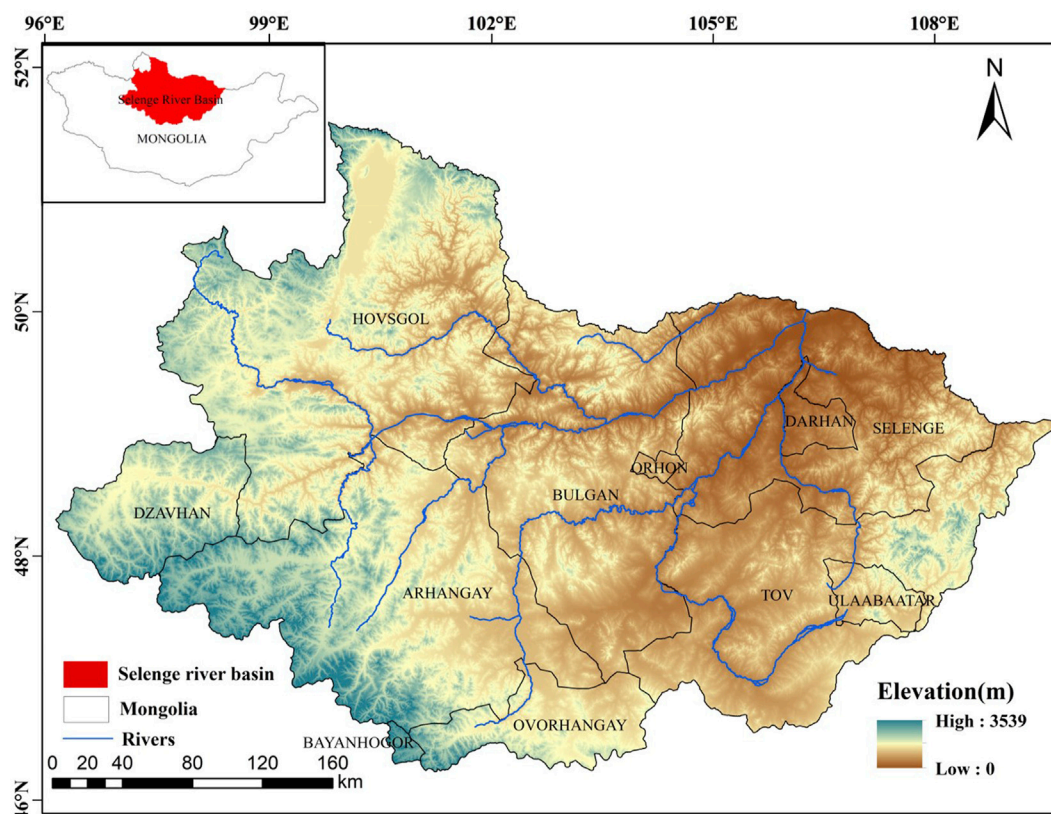 96°E 99°E 102°E 105°E 108°E
52°N
N
Selenge River Basin
MONGOLIA
50°N
HOVSGOL
DARHAN
SELENGE
ORHON
BULGAN
DZAVHAN
48°N
ARHANGAY
TOV
ULAABAATAR
Selenge river basin
Mongolia
Rivers
OVORHANGAY
BAYANHOGOR
Elevation(m)
High : 3539
Low : 0
0 20 40 80 120 160
km
46°N